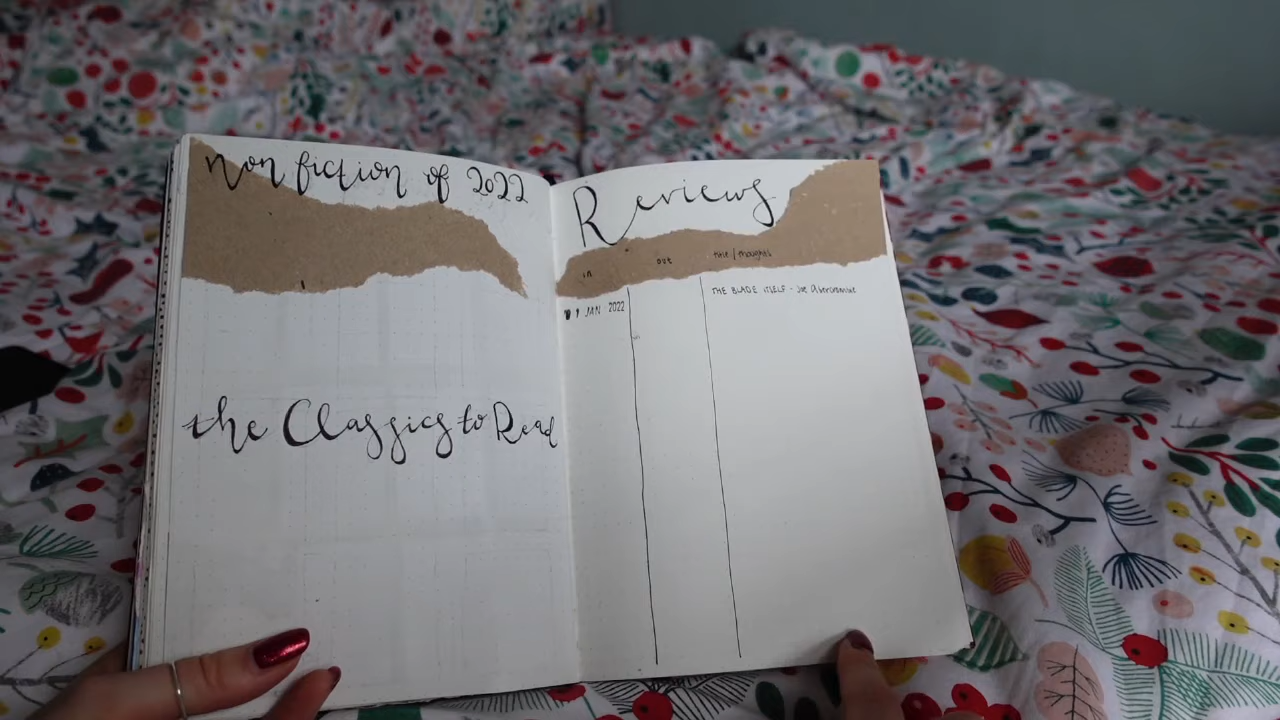 non fiction of 2022
the Classics to Read
Reviews
in out title / thoughts
THE BLADE ITSELF - Joe Abercrombie
01 JAN 2022